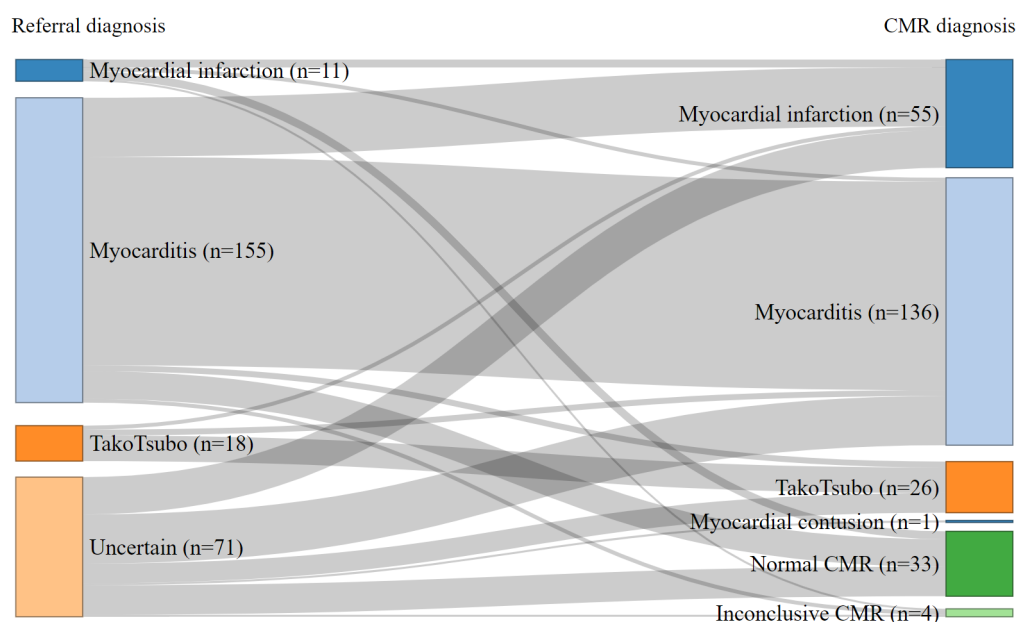 Referral diagnosis
CMR diagnosis
Myocardial infarction (n=11)
Myocardial infarction (n=55)
Myocarditis (n=155)
Myocarditis (n=136)
TakoTsubo (n=18)
TakoTsubo (n=26)
Myocardial contusion (n=1)
Uncertain (n=71)
Normal CMR (n=33)
Inconclusive CMR (n=4)